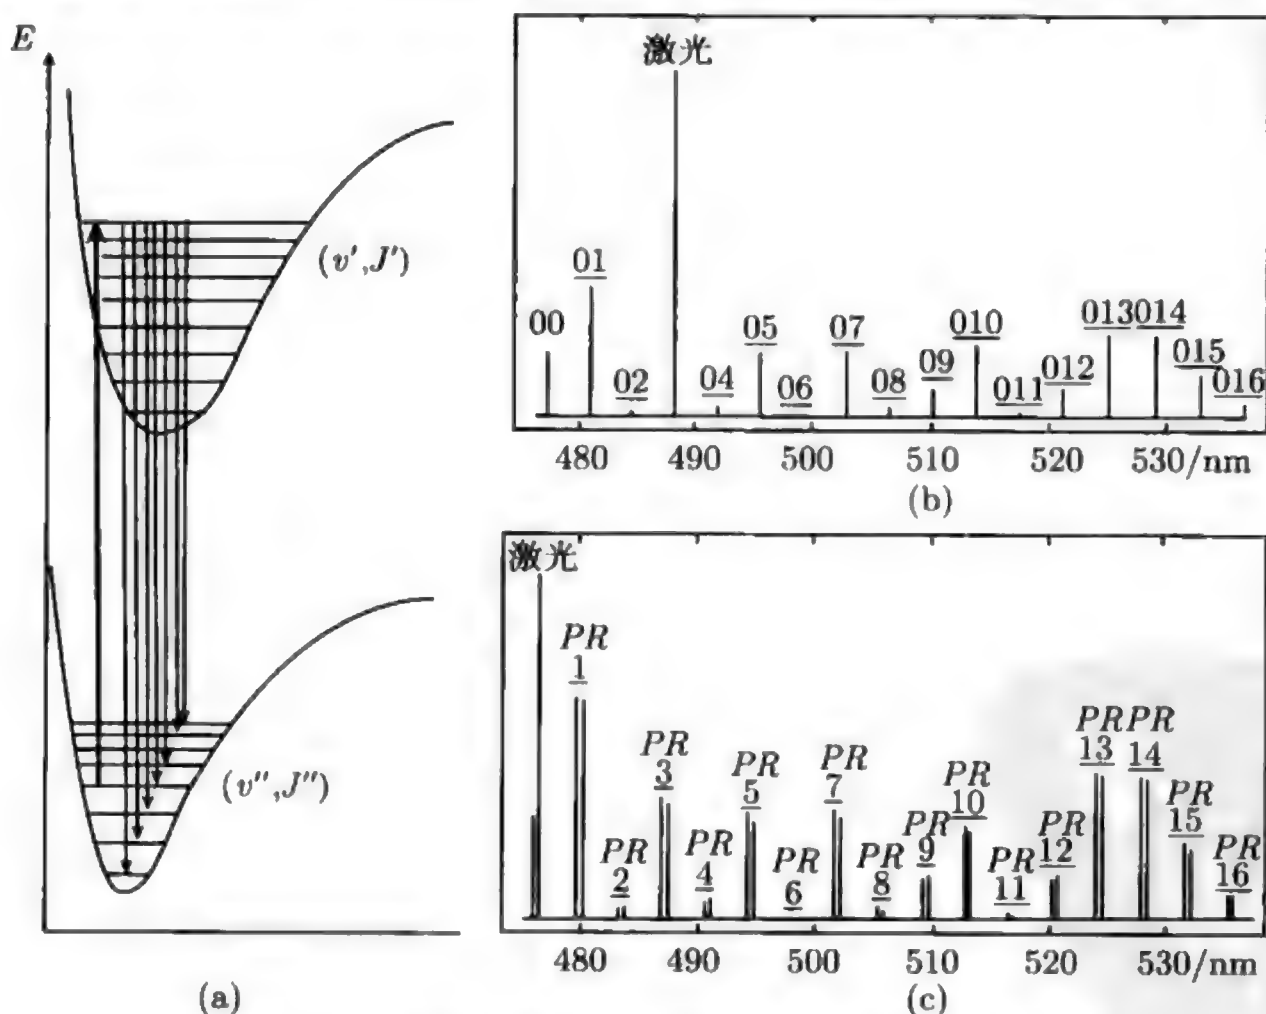 E
(v′,J′)
(v″,J″)
(a)
激光
00
01
02
04
05
06
07
08
09
010
011
012
013
014
015
016
480 490 500 510 520 530/nm
(b)
激光
PR
1
PR
2
PR
3
PR
4
PR
5
PR
6
PR
7
PR
8
PR
9
PR
10
PR
11
PR
12
PR
13
PR
14
PR
15
PR
16
480 490 500 510 520 530/nm
(c)